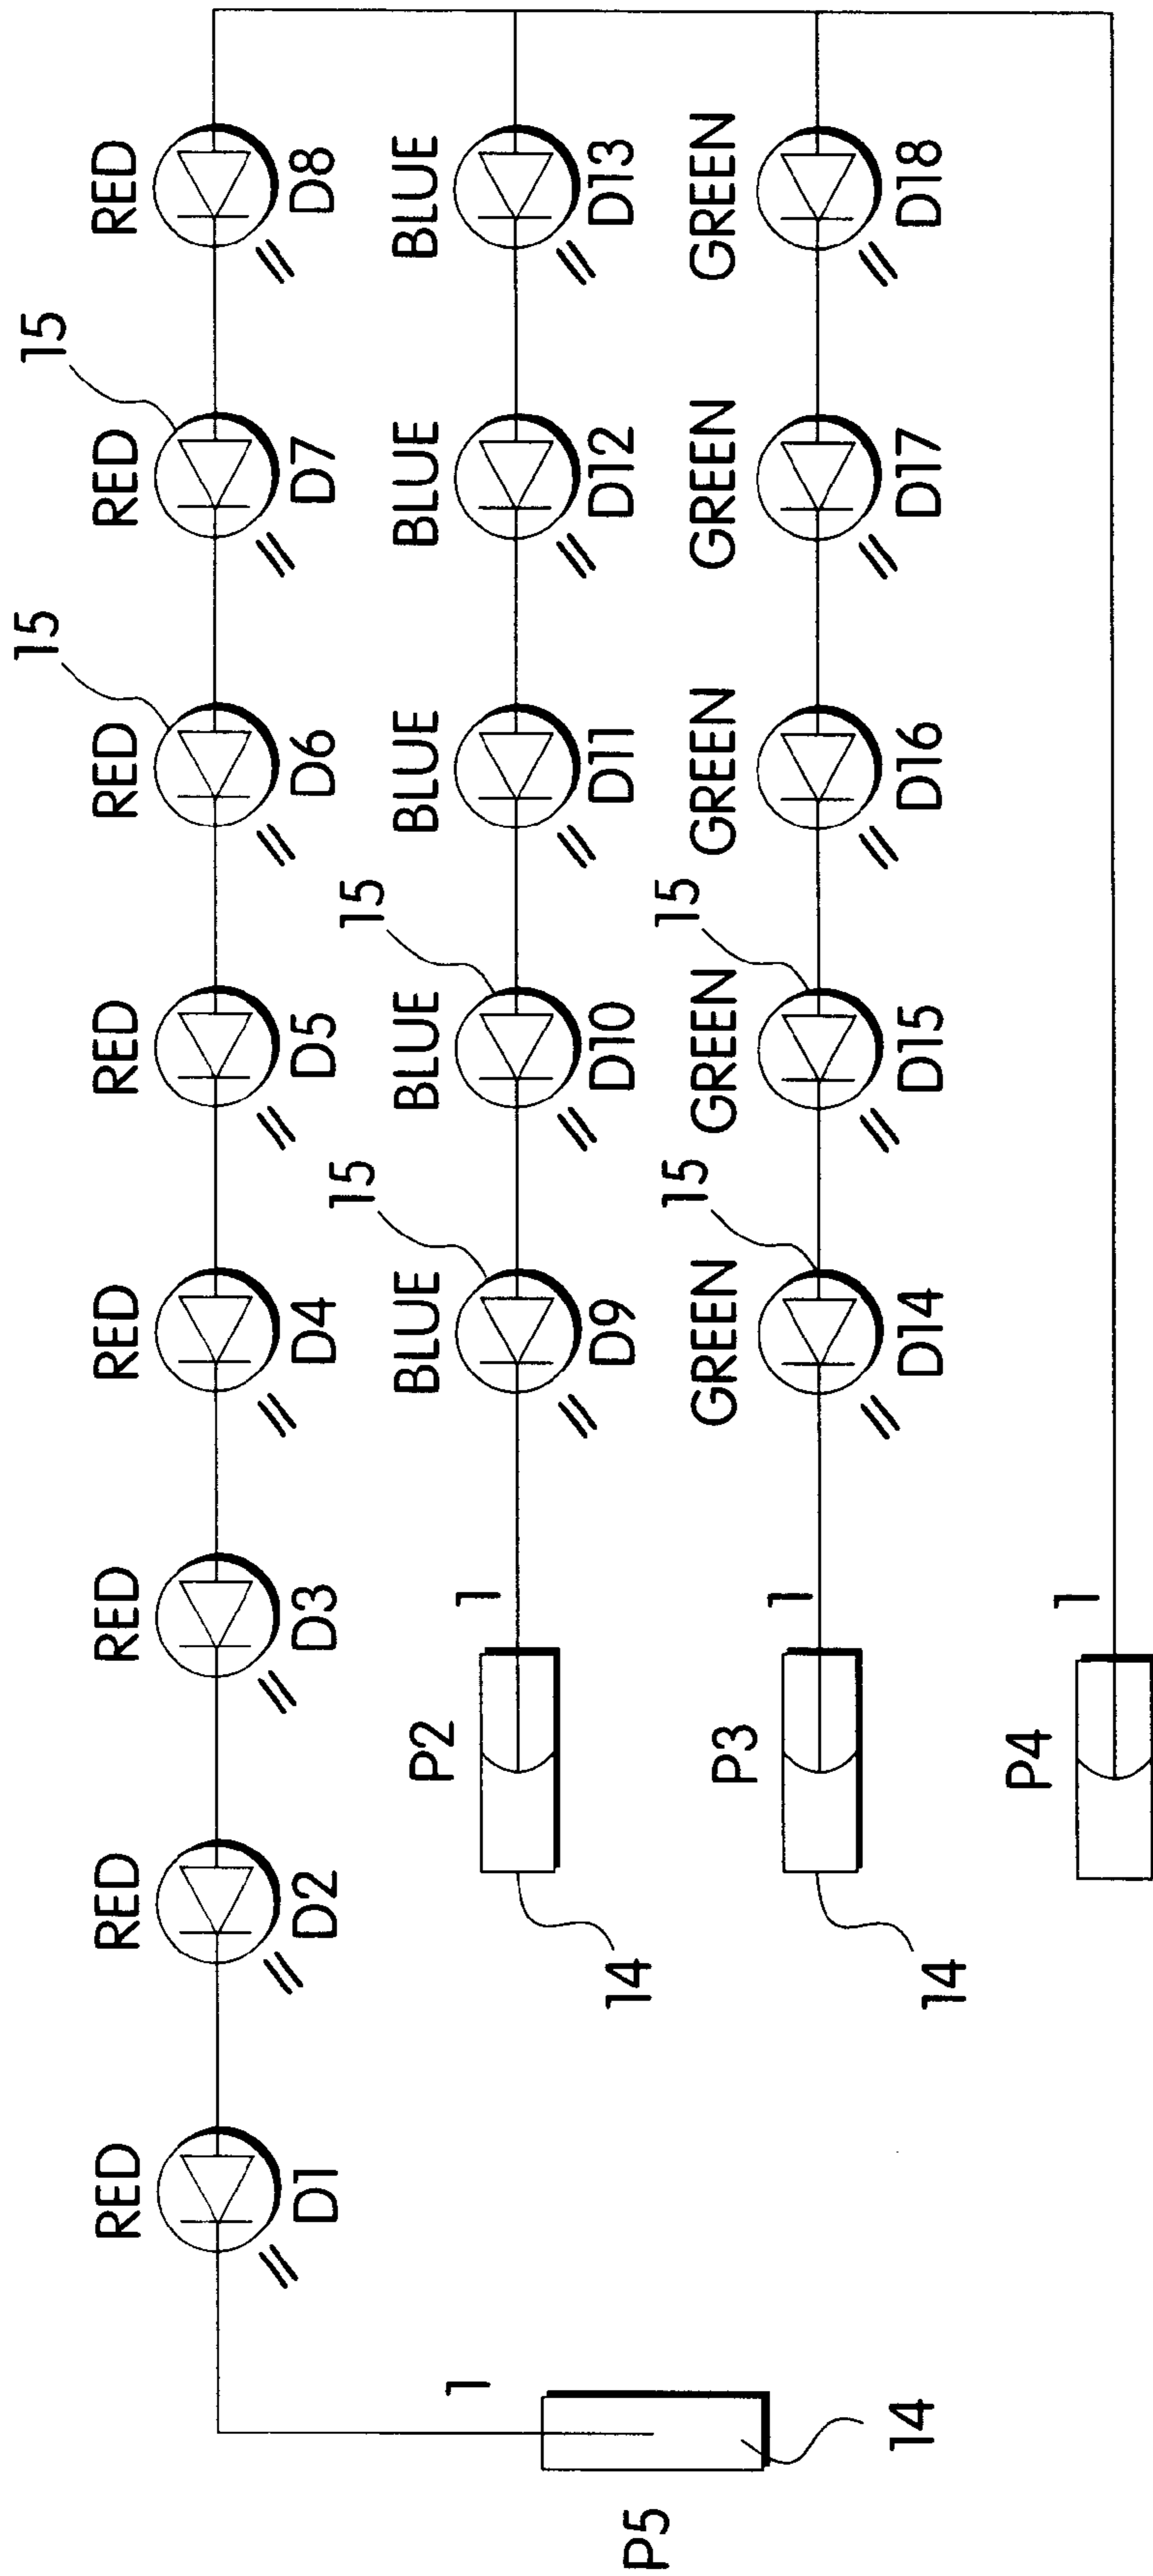 15 15
RED RED RED RED RED RED RED RED
D1 D2 D3 D4 D5 D6 D7 D8
15 15
BLUE BLUE BLUE BLUE BLUE
P2
1 1
D9 D10 D11 D12 D13
P5 14
15 15
GREEN GREEN GREEN GREEN GREEN
P3 1
14 14 D14 D15 D16 D17 D18
P4 1